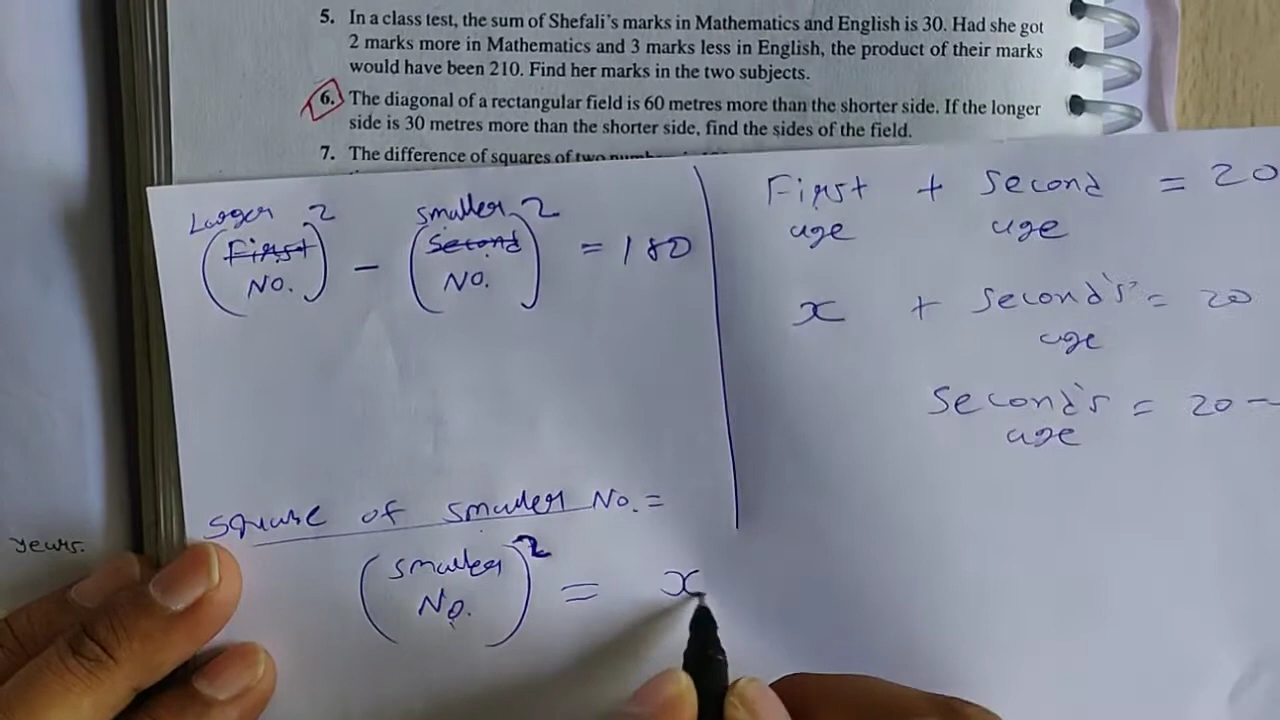 5. In a class test, the sum of Shefali's marks in Mathematics and English is 30. Had she got
2 marks more in Mathematics and 3 marks less in English, the product of their marks
would have been 210. Find her marks in the two subjects.
6. The diagonal of a rectangular field is 60 metres more than the shorter side. If the longer
side is 30 metres more than the shorter side, find the sides of the field.
7. The difference of squares of two
Larger 2 smaller 2
(First No.) - (Second No.) = 180
square of smaller No. =
(smaller No.)2 = x
First age + Second age = 20
x + Second's age = 20
Second's age = 20 -
years.